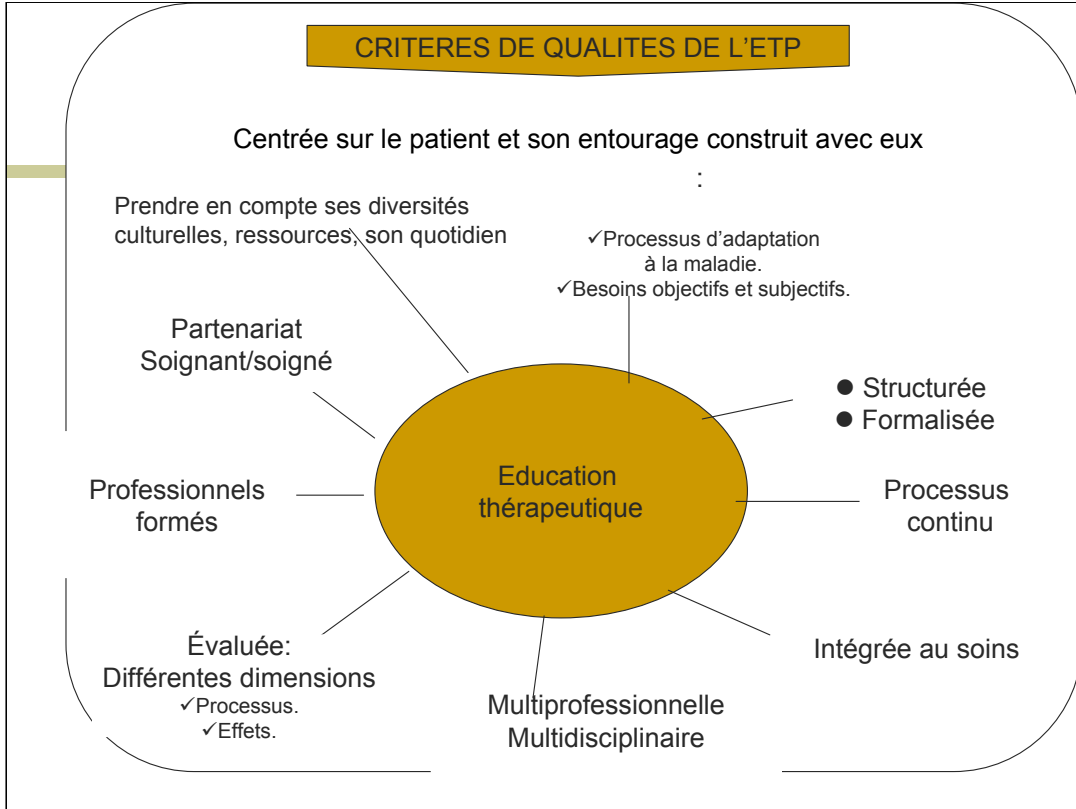 CRITERES DE QUALITES DE L'ETP
Centrée sur le patient et son entourage construit avec eux
:
Prendre en compte ses diversités
culturelles, ressources, son quotidien
✓Processus d'adaptation
à la maladie.
✓Besoins objectifs et subjectifs.
Partenariat
Soignant/soigné
● Structurée
● Formalisée
Professionnels
formés
Education
thérapeutique
Processus
continu
Évaluée:
Différentes dimensions
✓Processus.
✓Effets.
Multiprofessionnelle
Multidisciplinaire
Intégrée au soins